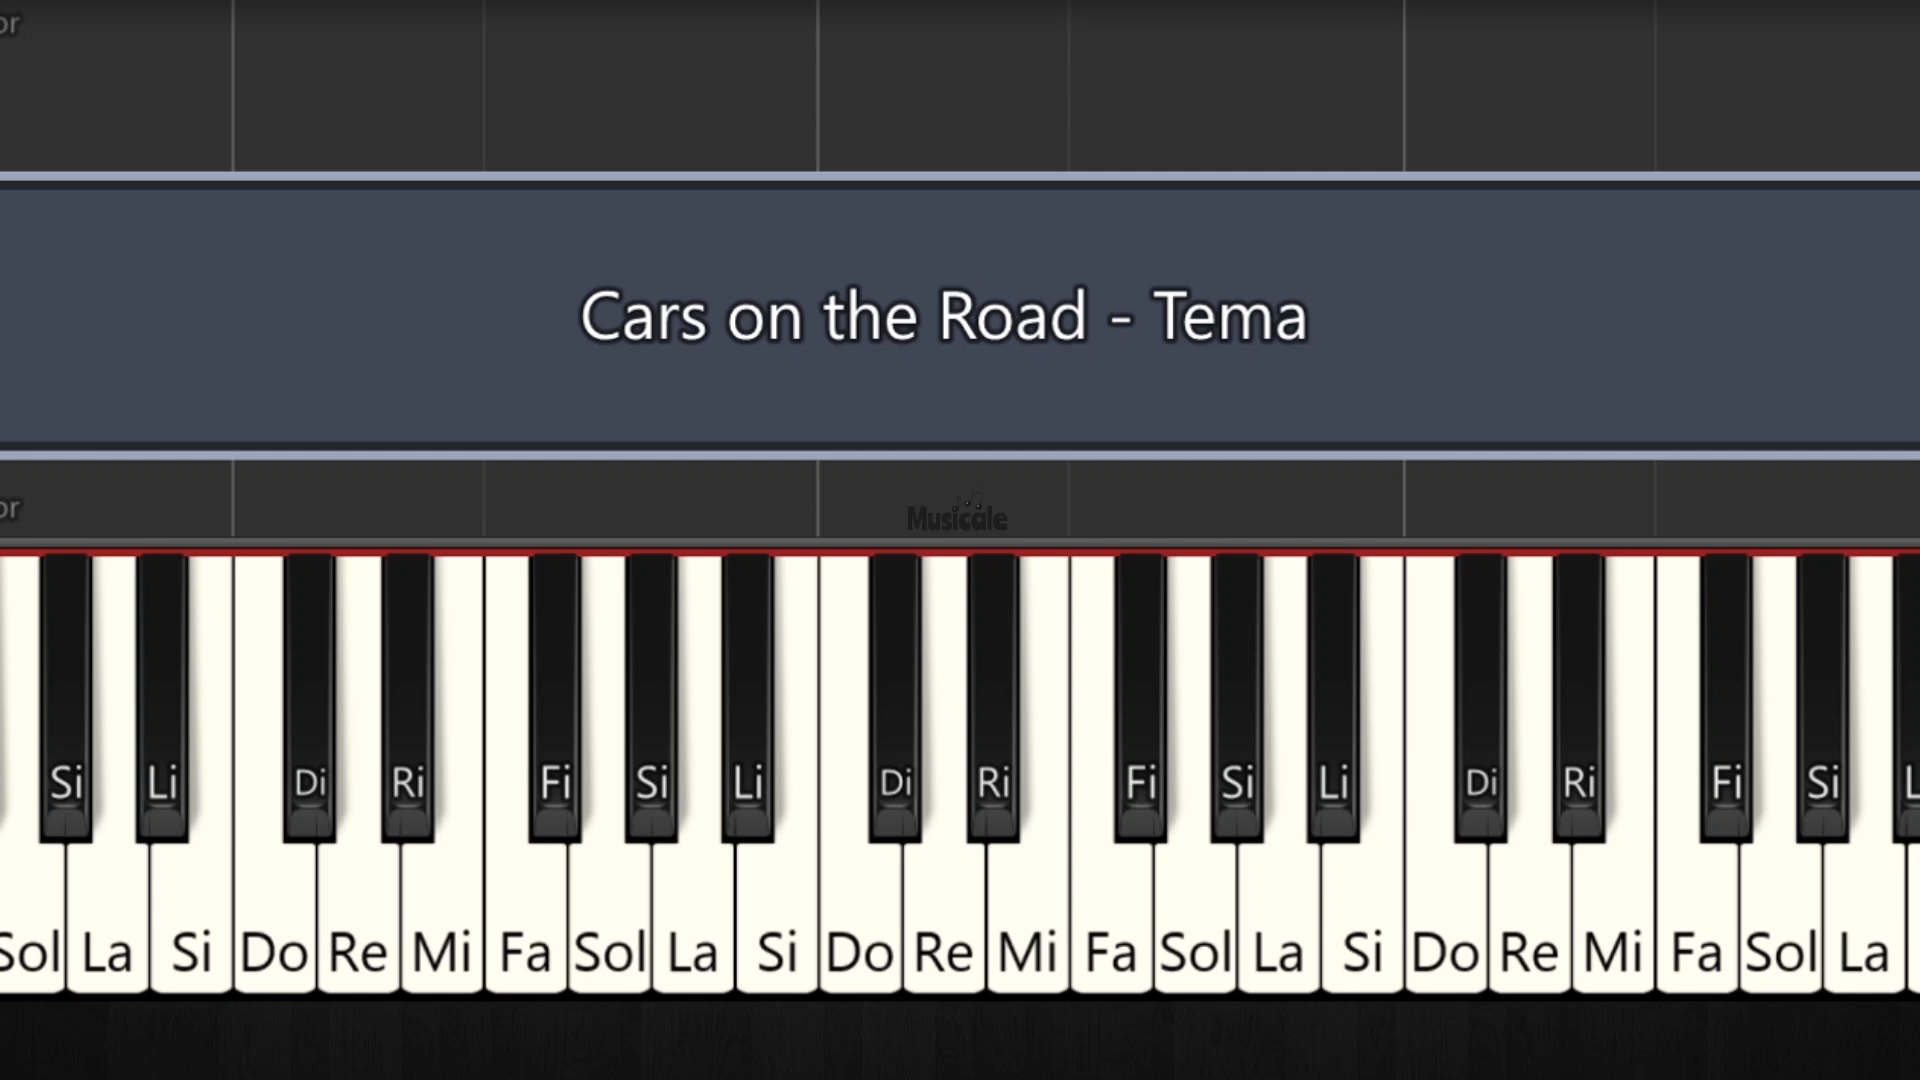 or
Cars on the Road - Tema
or
Musicale
Si Li Di Ri Fi Si Li Di Ri Fi Si Li Di Ri Fi Si L
Sol La Si Do Re Mi Fa Sol La Si Do Re Mi Fa Sol La Si Do Re Mi Fa Sol La